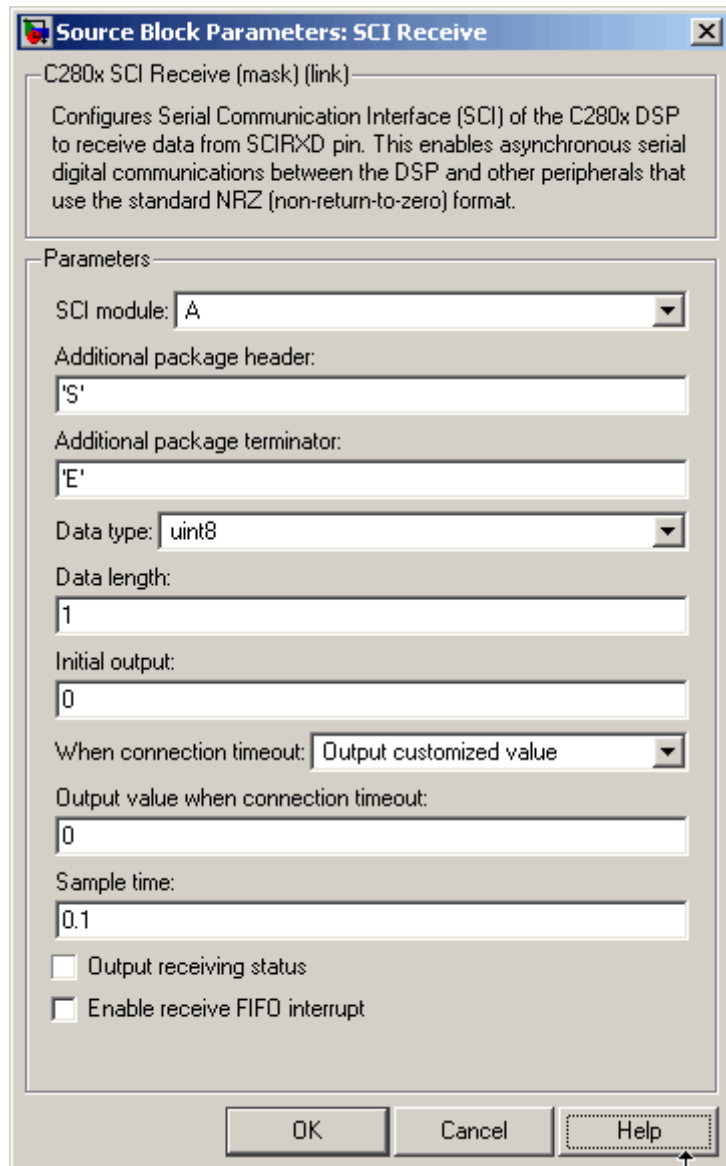 Source Block Parameters: SCI Receive
C280x SCI Receive (mask) (link)
Configures Serial Communication Interface (SCI) of the C280x DSP
to receive data from SCIRXD pin. This enables asynchronous serial
digital communications between the DSP and other peripherals that
use the standard NRZ (non-return-to-zero) format.
Parameters
SCI module: A
Additional package header:
'S'
Additional package terminator:
'E'
Data type: uint8
Data length:
1
Initial output:
0
When connection timeout: Output customized value
Output value when connection timeout:
0
Sample time:
0.1
Output receiving status
Enable receive FIFO interrupt
OK Cancel Help